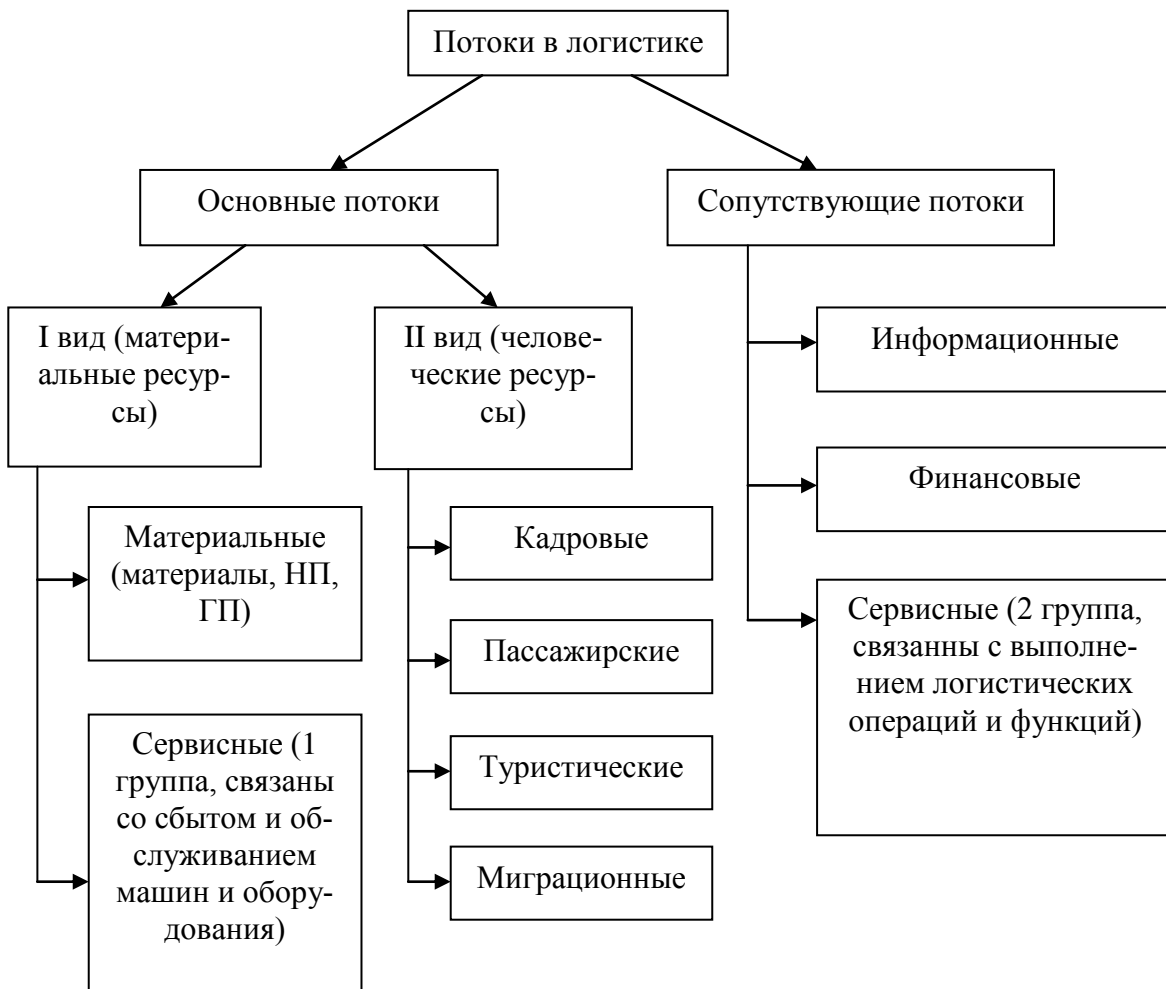 Потоки в логистике
Основные потоки
Сопутствующие потоки
I вид (матери-
альные ресур-
сы)
II вид (челове-
ческие ресур-
сы)
Информационные
Финансовые
Сервисные (2 группа,
связанны с выполне-
нием логистических
операций и функций)
Материальные
(материалы, НП,
ГП)
Сервисные (1
группа, связаны
со сбытом и об-
служиванием
машин и обору-
дования)
Кадровые
Пассажирские
Туристические
Миграционные